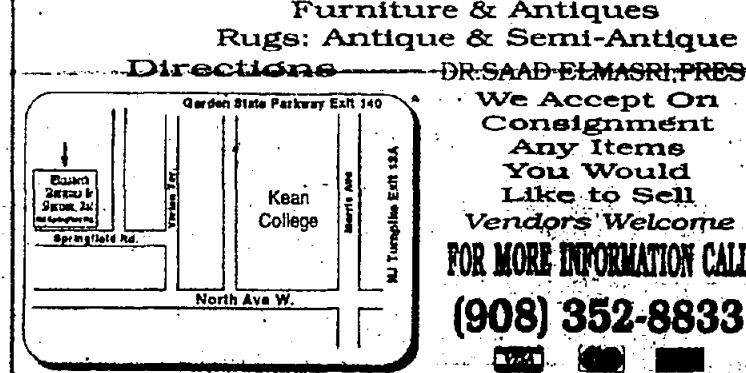 Furniture & Antiques
Rugs: Antique & Semi-Antique
Directions
DR. SAAD ELMASRI, PRES
We Accept On
Consignment
Any Items
You Would
Like to Sell
Vendors Welcome
FOR MORE INFORMATION CALL
(908) 352-8833
VISA
Garden State Parkway Exit 140
Springfield Rd.
Kean
College
Morris Ave
NJ Turnpike Exit 13A
North Ave W.